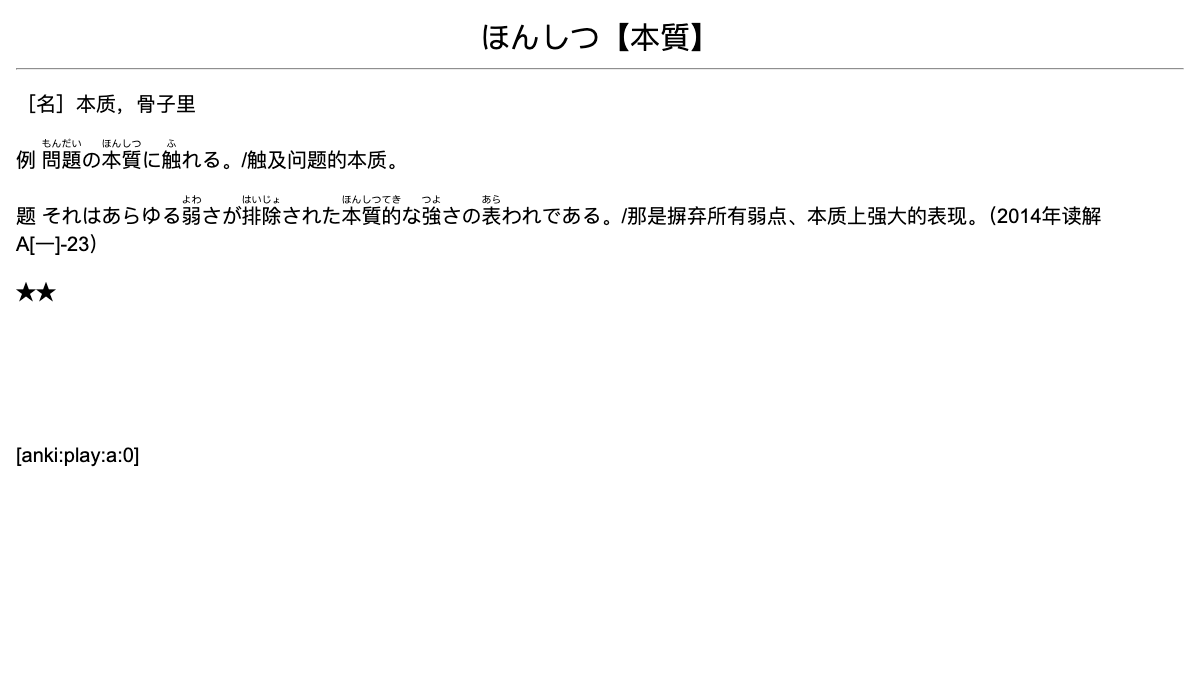 ほんしつ【本質】
［名］本质，骨子里
もんだい ほんしつ ふ
例 問題の本質に触れる。/触及问题的本质。
よわ はいじょ ほんしつてき つよ あら
题 それはあらゆる弱さが排除された本質的な強さの表われである。/那是摒弃所有弱点、本质上强大的表现。（2014年读解
A[一]-23）
★★
[anki:play:a:0]